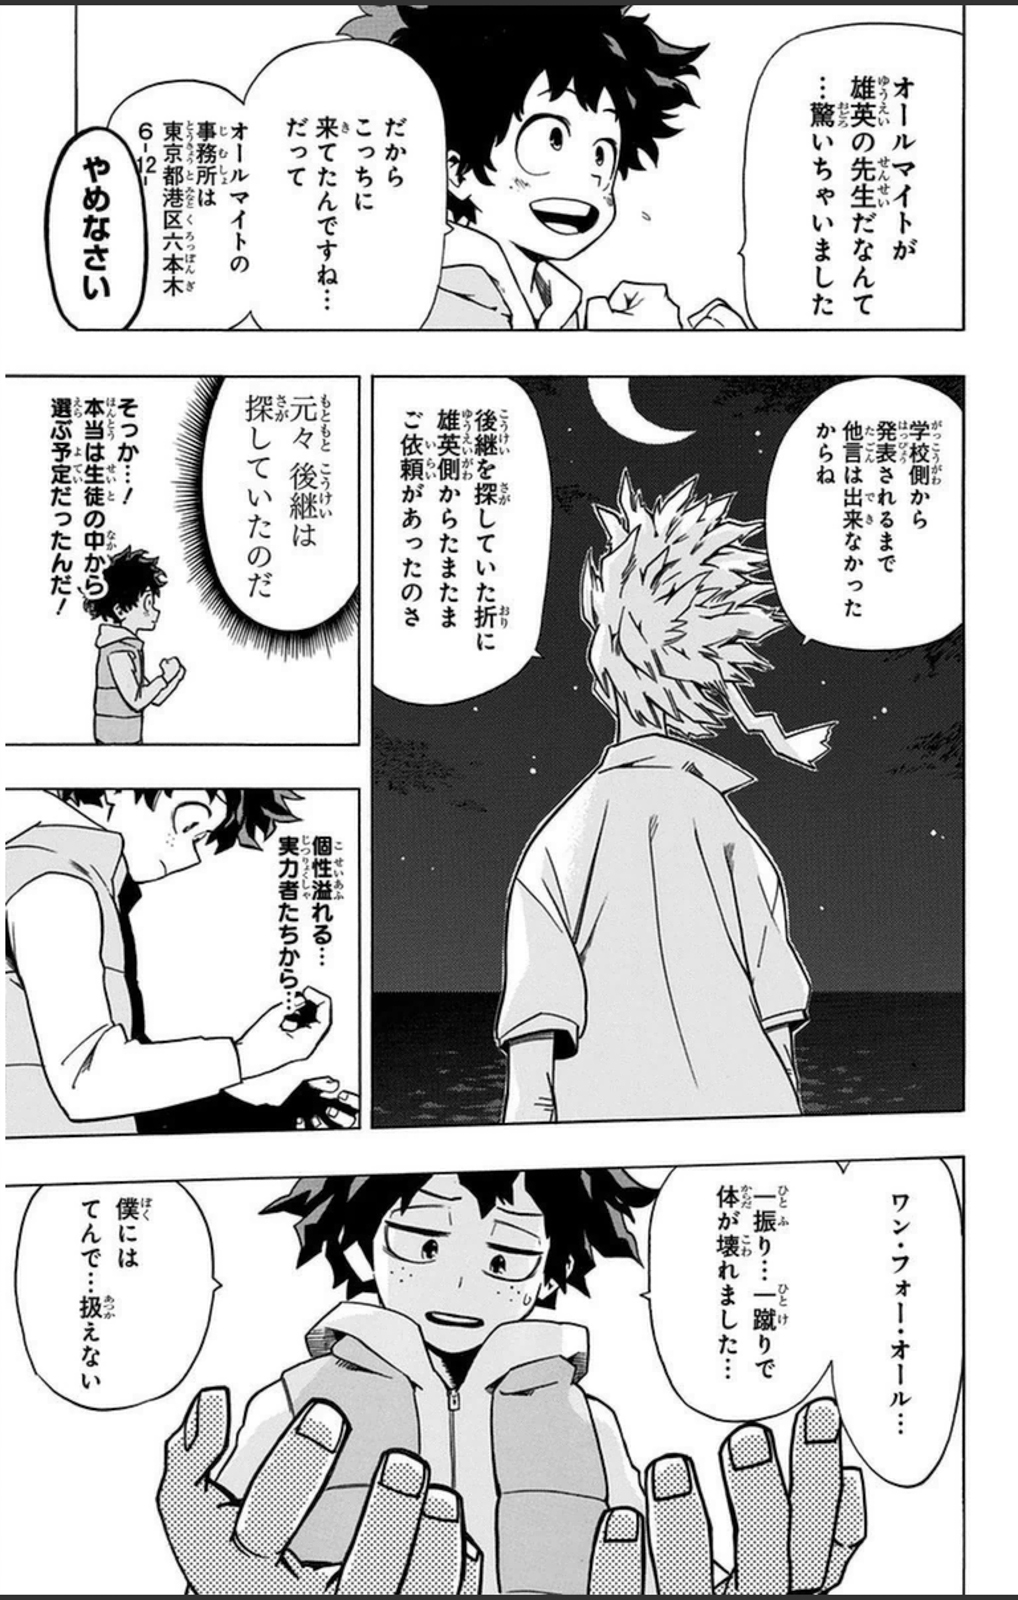 オールマイトが
雄英の先生だなんて
…驚いちゃいました
だから
こっちに
来てたんですね…
だって
オールマイトの
事務所は
東京都港区六本木
6-12-
やめなさい
学校側から
発表されるまで
他言は出来なかった
からね
後継を探していた折に
雄英側からたまたま
ご依頼があったのさ
元々後継は
探していたのだ
そっか…!
本当は生徒の中から
選ぶ予定だったんだ!
個性溢れる…
実力者たちから…
ワン・フォー・オール…
一振り…一蹴りで
体が壊れました…
僕には
てんで…扱えない